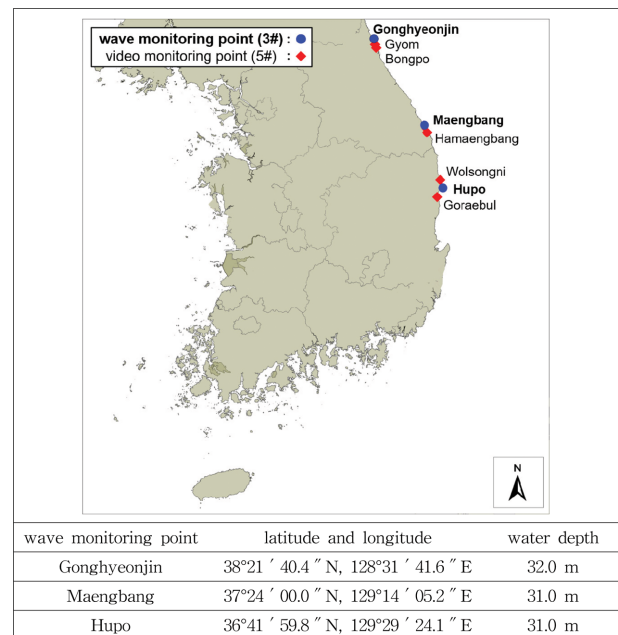 wave monitoring point (3#) :
video monitoring point (5#) :
Gonghyeonjin
Gyom
Bongpo
Maengbang
Hamaengbang
Wolsongni
Hupo
Goraebul
N
wave monitoring point latitude and longitude water depth
Gonghyeonjin 38°21 ′ 40.4 ″ N, 128°31 ′ 41.6 ″ E 32.0 m
Maengbang 37°24 ′ 00.0 ″ N, 129°14 ′ 05.2 ″ E 31.0 m
Hupo 36°41 ′ 59.8 ″ N, 129°29 ′ 24.1 ″ E 31.0 m